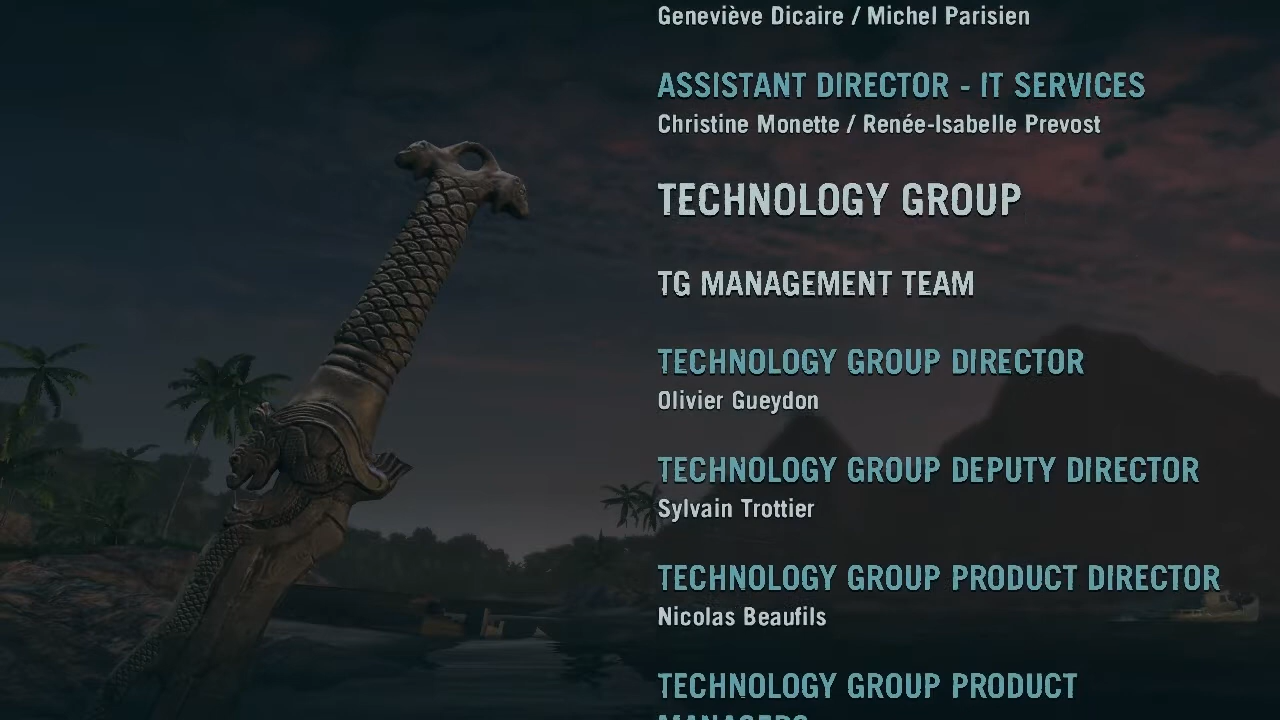 Geneviève Dicaire / Michel Parisien
ASSISTANT DIRECTOR - IT SERVICES
Christine Monette / Renée-Isabelle Prevost
TECHNOLOGY GROUP
TG MANAGEMENT TEAM
TECHNOLOGY GROUP DIRECTOR
Olivier Gueydon
TECHNOLOGY GROUP DEPUTY DIRECTOR
Sylvain Trottier
TECHNOLOGY GROUP PRODUCT DIRECTOR
Nicolas Beaufils
TECHNOLOGY GROUP PRODUCT
MANAGERS